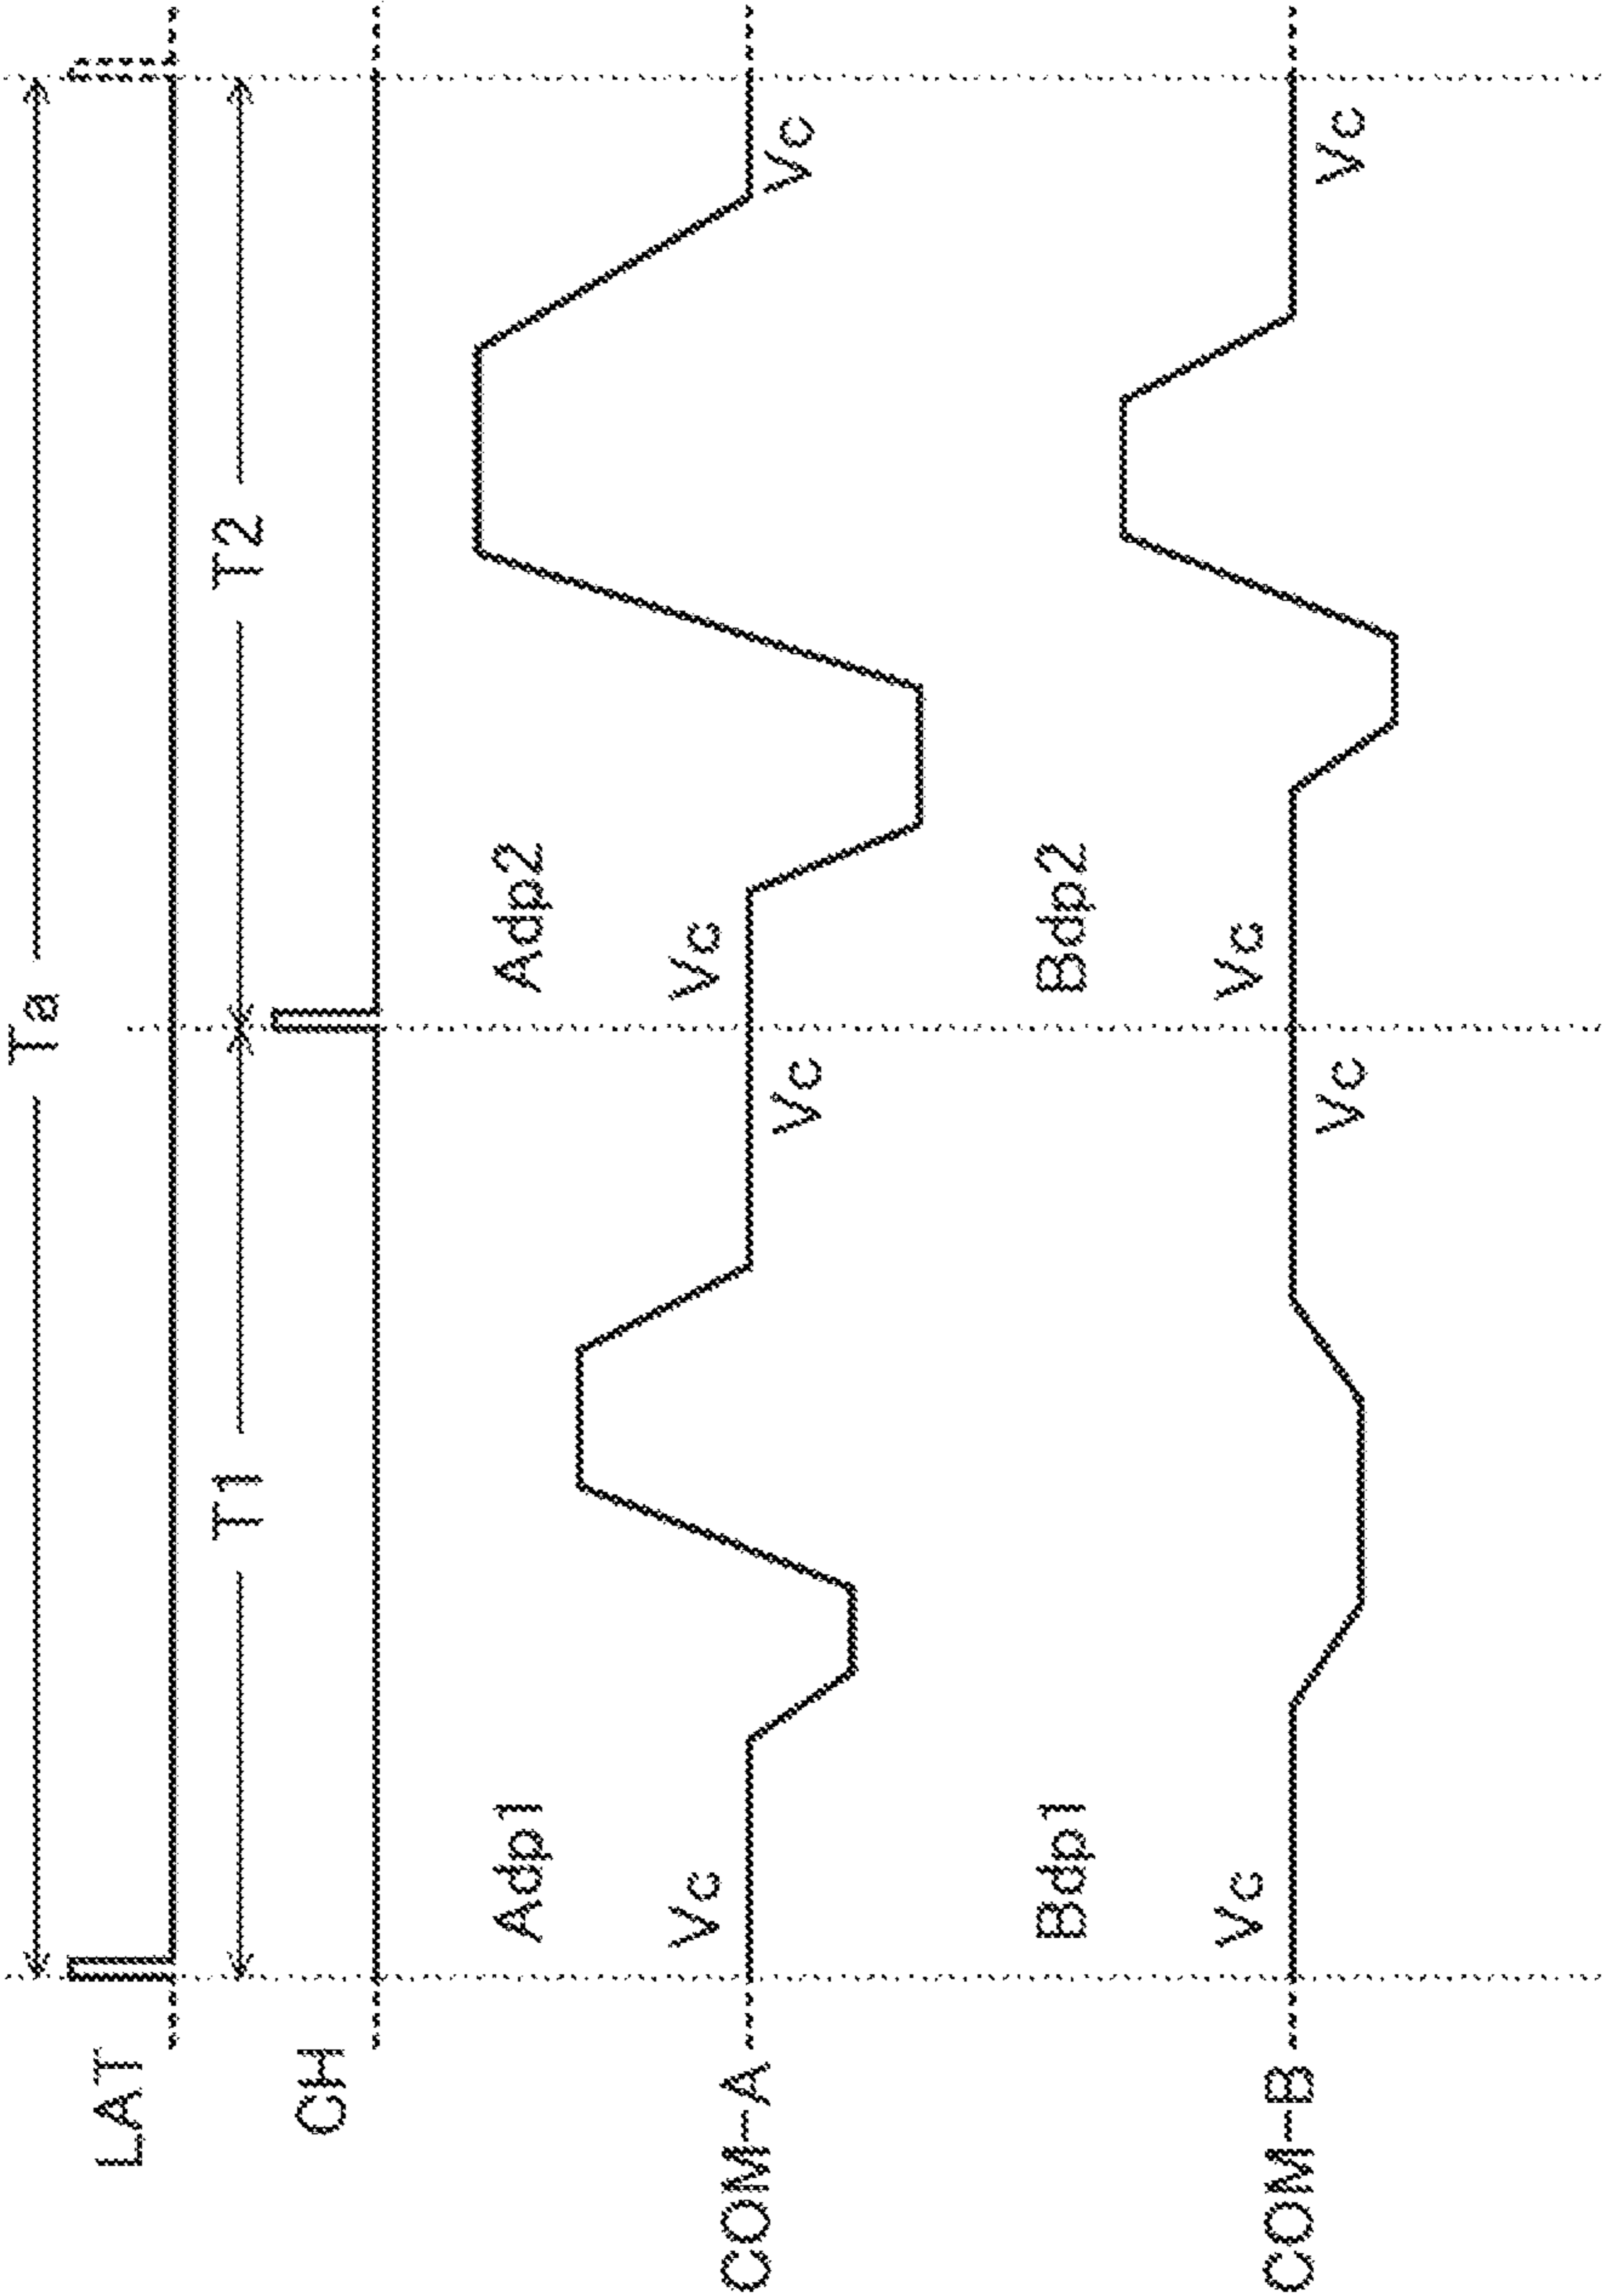 Ta
LAT
T1 T2
CH
Adp1 Adp2
Vc Vc
COM-A
Vc Vc
Bdp1 Bdp2
Vc Vc
COM-B
Vc Vc